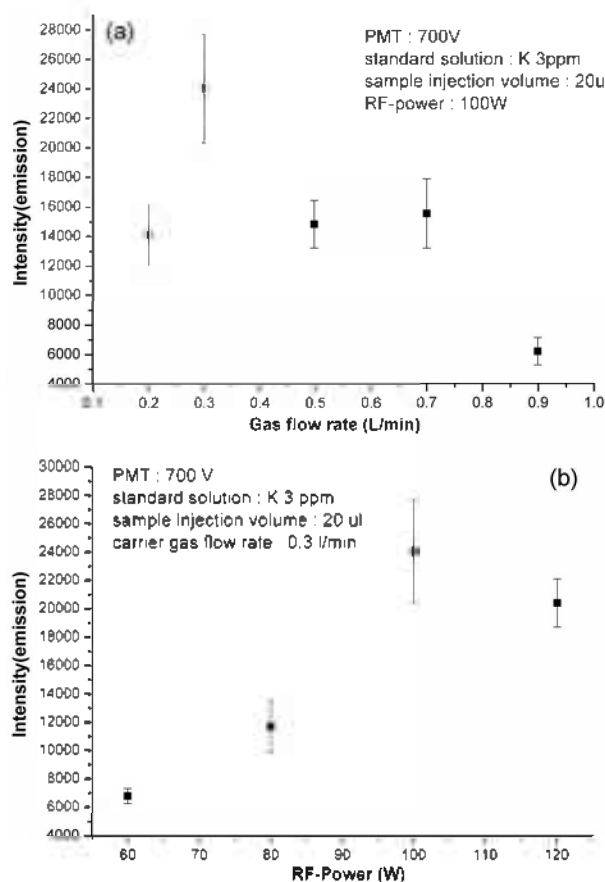 (a)
PMT : 700V
standard solution : K 3ppm
sample injection volume : 20u
RF-power : 100W
Intensity(emission)
28000
26000
24000
22000
20000
18000
16000
14000
12000
10000
8000
6000
4000
0.1 0.2 0.3 0.4 0.5 0.6 0.7 0.8 0.9 1.0
Gas flow rate (L/min)
(b)
PMT : 700 V
standard solution : K 3 ppm
sample injection volume : 20 ul
carrier gas flow rate : 0.3 l/min
Intensity(emission)
30000
28000
26000
24000
22000
20000
18000
16000
14000
12000
10000
8000
6000
4000
60 70 80 90 100 110 120
RF-Power (W)